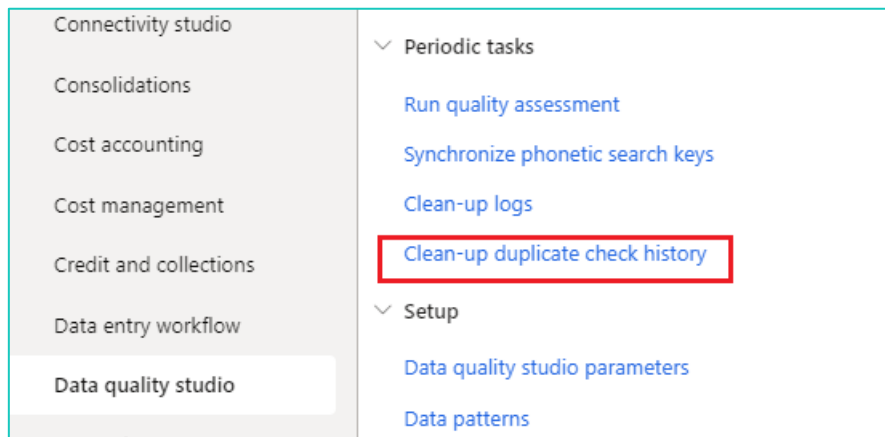 Connectivity studio
Consolidations
Cost accounting
Cost management
Credit and collections
Data entry workflow
Data quality studio
Periodic tasks
Run quality assessment
Synchronize phonetic search keys
Clean-up logs
Clean-up duplicate check history
Setup
Data quality studio parameters
Data patterns